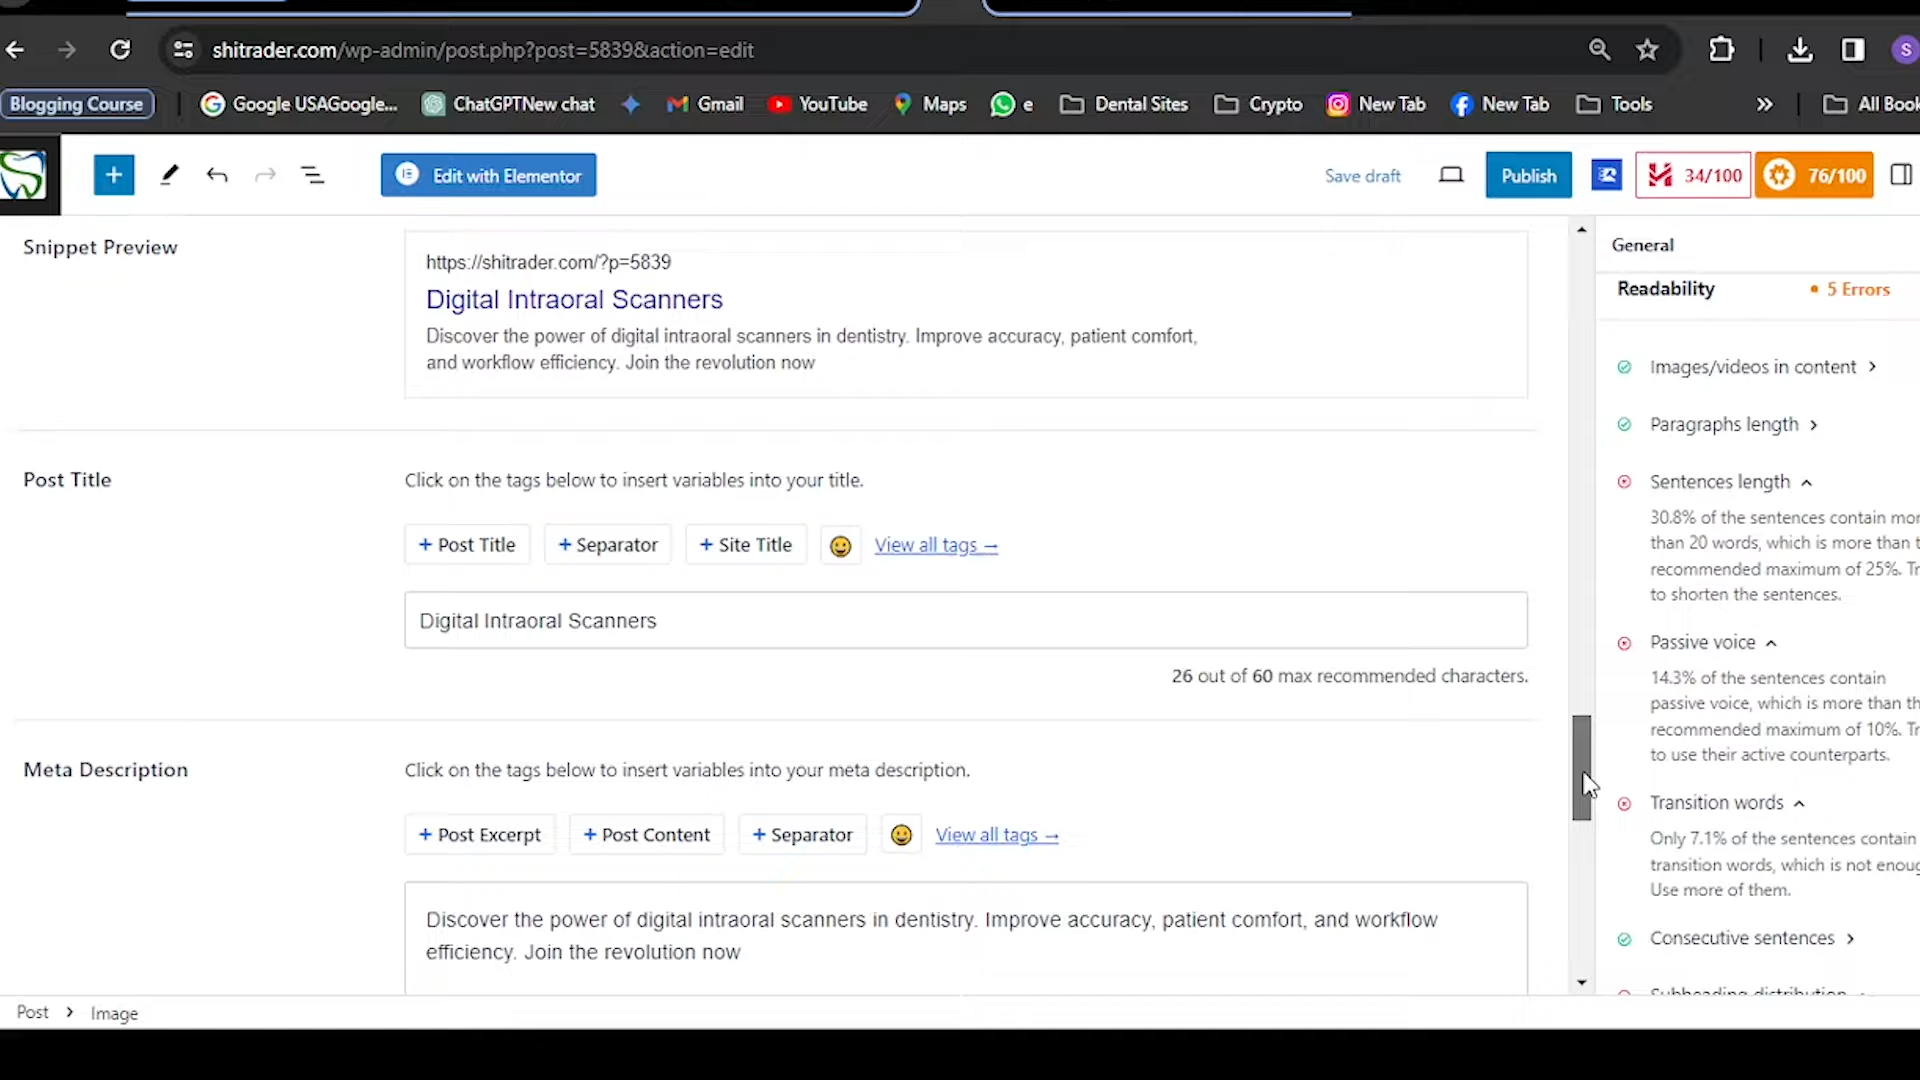 shitrader.com/wp-admin/post.php?post=5839&action=edit
S
Blogging Course
Google USAGoogle...
ChatGPTNew chat
Gmail
YouTube
Maps
e
Dental Sites
Crypto
New Tab
New Tab
Tools
»
All Book
Edit with Elementor
Save draft
Publish
34/100
76/100
Snippet Preview
https://shitrader.com/?p=5839
Digital Intraoral Scanners
Discover the power of digital intraoral scanners in dentistry. Improve accuracy, patient comfort,
and workflow efficiency. Join the revolution now
Post Title
Click on the tags below to insert variables into your title.
+ Post Title
+ Separator
+ Site Title
View all tags →
Digital Intraoral Scanners
26 out of 60 max recommended characters.
Meta Description
Click on the tags below to insert variables into your meta description.
+ Post Excerpt
+ Post Content
+ Separator
View all tags →
Discover the power of digital intraoral scanners in dentistry. Improve accuracy, patient comfort, and workflow
efficiency. Join the revolution now
General
Readability
• 5 Errors
Images/videos in content
Paragraphs length
Sentences length
30.8% of the sentences contain mor
than 20 words, which is more than t
recommended maximum of 25%. Tr
to shorten the sentences.
Passive voice
14.3% of the sentences contain
passive voice, which is more than th
recommended maximum of 10%. Tr
to use their active counterparts.
Transition words
Only 7.1% of the sentences contain
transition words, which is not enoug
Use more of them.
Consecutive sentences
Subheading distribution
Post > Image